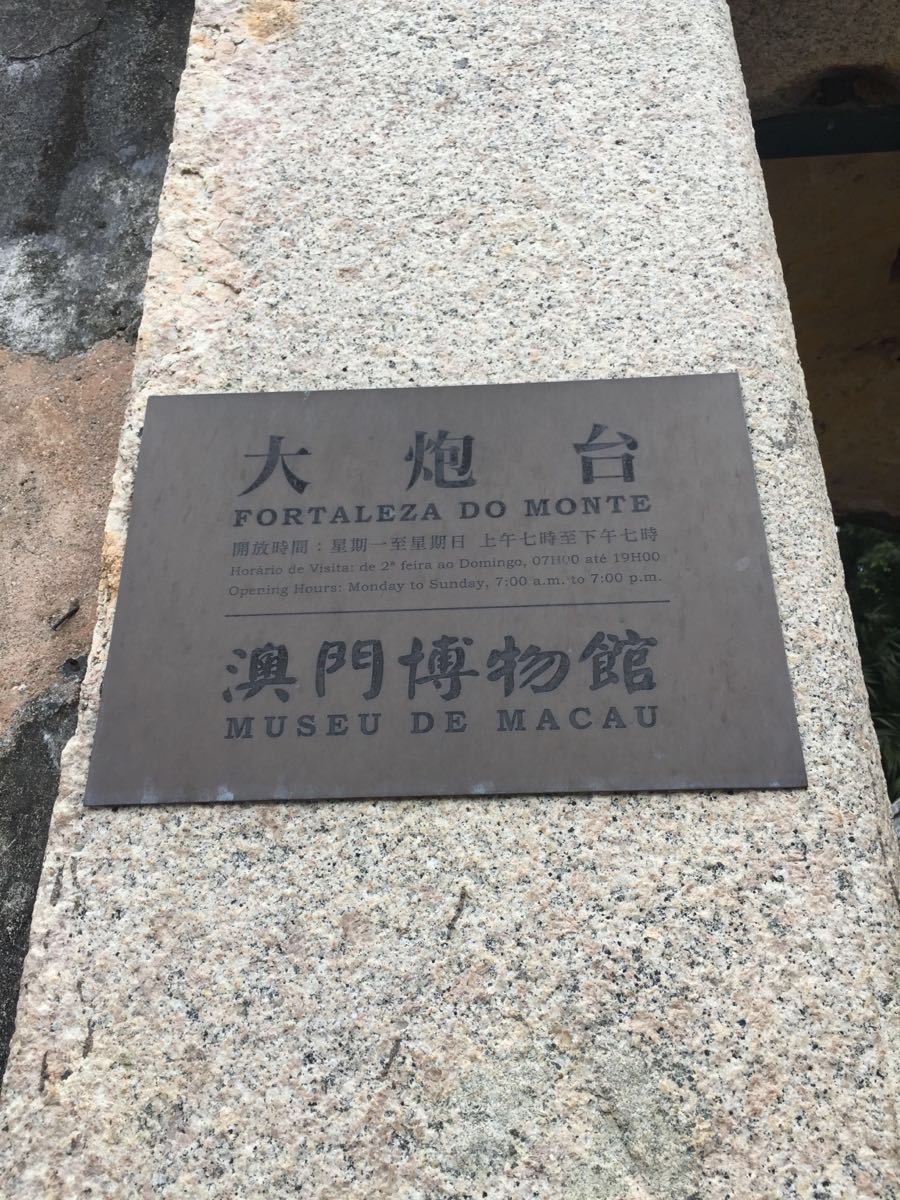 大炮台
FORTALEZA DO MONTE
開放時間：星期一至星期日 上午七時至下午七時
Horário de Visita: de 2ª feira ao Domingo, 07H00 até 19H00
Opening Hours: Monday to Sunday, 7:00 a.m. to 7:00 p.m.
澳門博物館
MUSEU DE MACAU